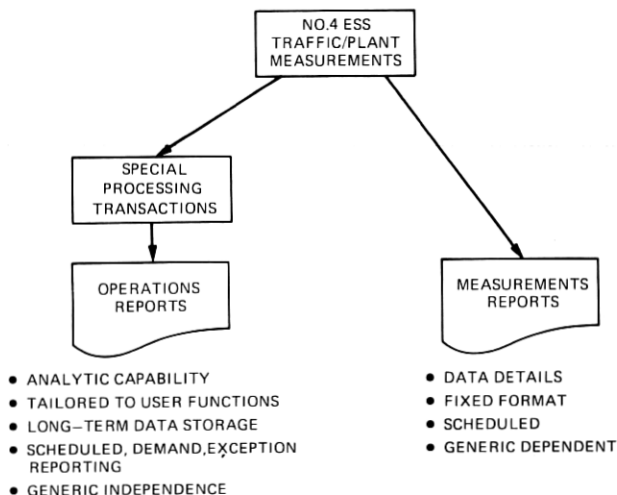 NO.4 ESS
TRAFFIC/PLANT
MEASUREMENTS
SPECIAL
PROCESSING
TRANSACTIONS
OPERATIONS
REPORTS
MEASUREMENTS
REPORTS
• ANALYTIC CAPABILITY
• TAILORED TO USER FUNCTIONS
• LONG-TERM DATA STORAGE
• SCHEDULED, DEMAND,EXCEPTION
REPORTING
• GENERIC INDEPENDENCE
• DATA DETAILS
• FIXED FORMAT
• SCHEDULED
• GENERIC DEPENDENT